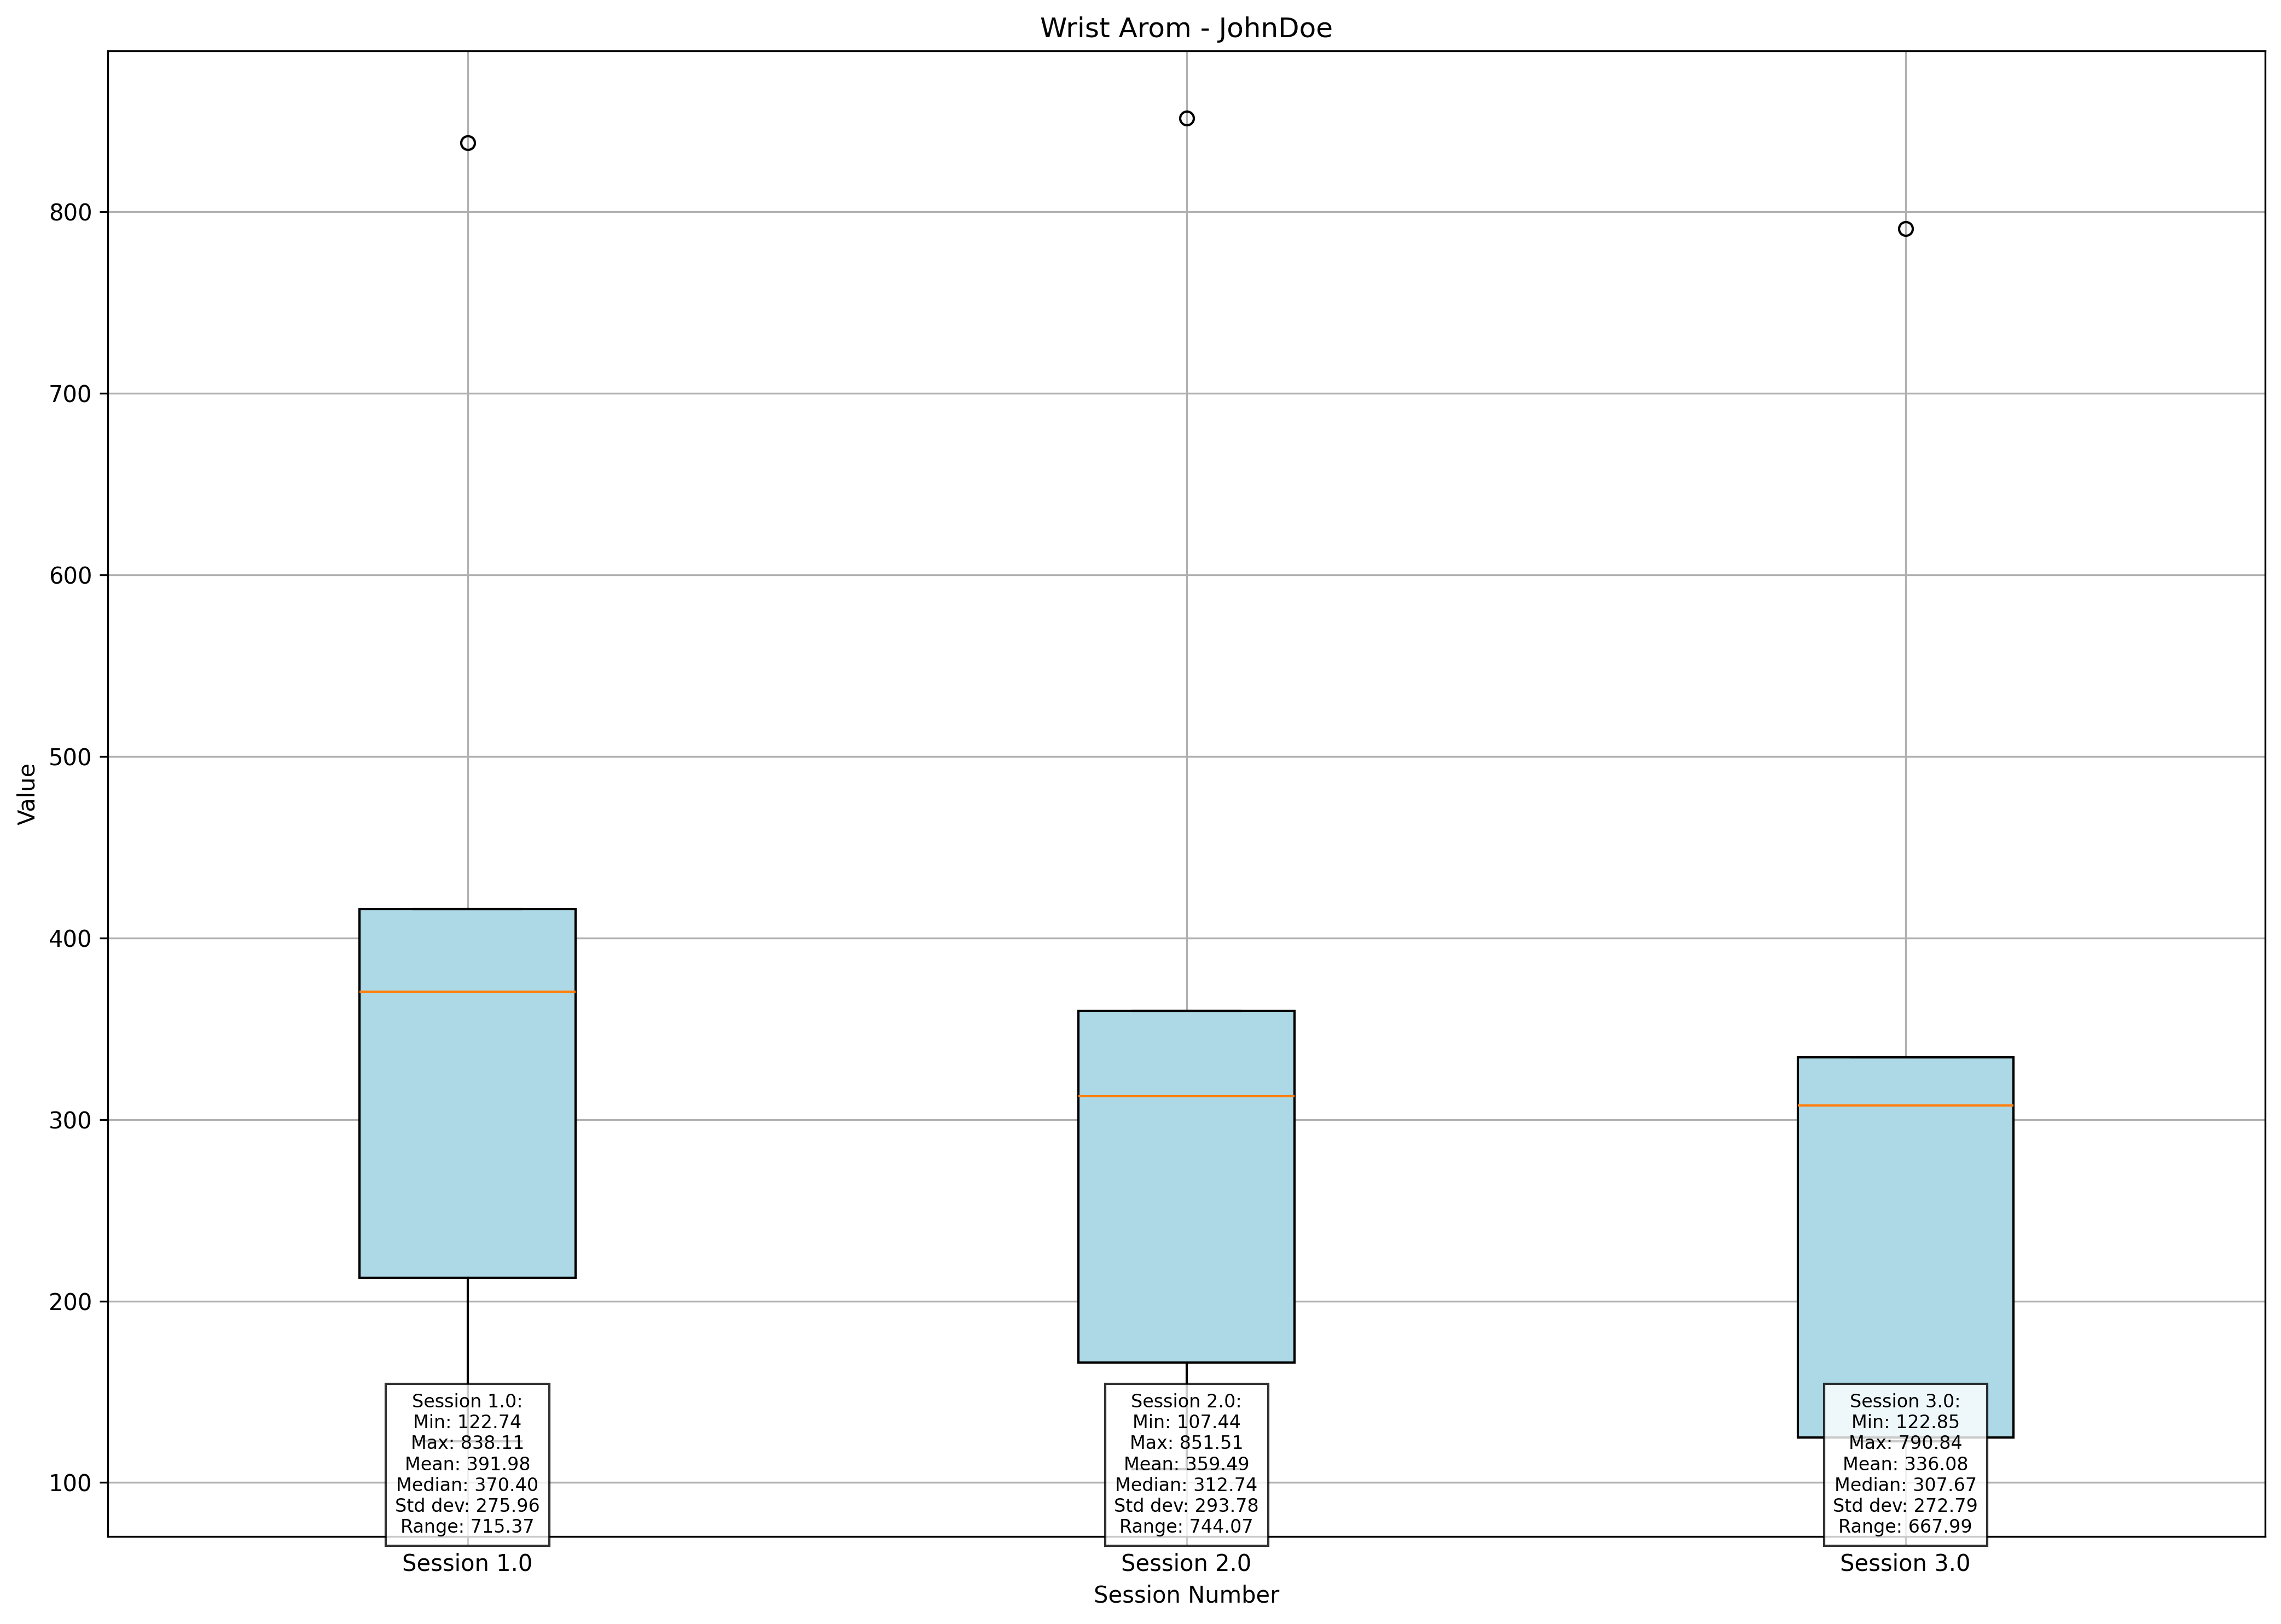 Wrist Arom - JohnDoe
800
700
600
500
400
300
200
100
Value
Session 1.0:
Min: 122.74
Max: 838.11
Mean: 391.98
Median: 370.40
Std dev: 275.96
Range: 715.37
Session 2.0:
Min: 107.44
Max: 851.51
Mean: 359.49
Median: 312.74
Std dev: 293.78
Range: 744.07
Session 3.0:
Min: 122.85
Max: 790.84
Mean: 336.08
Median: 307.67
Std dev: 272.79
Range: 667.99
Session 1.0
Session 2.0
Session 3.0
Session Number